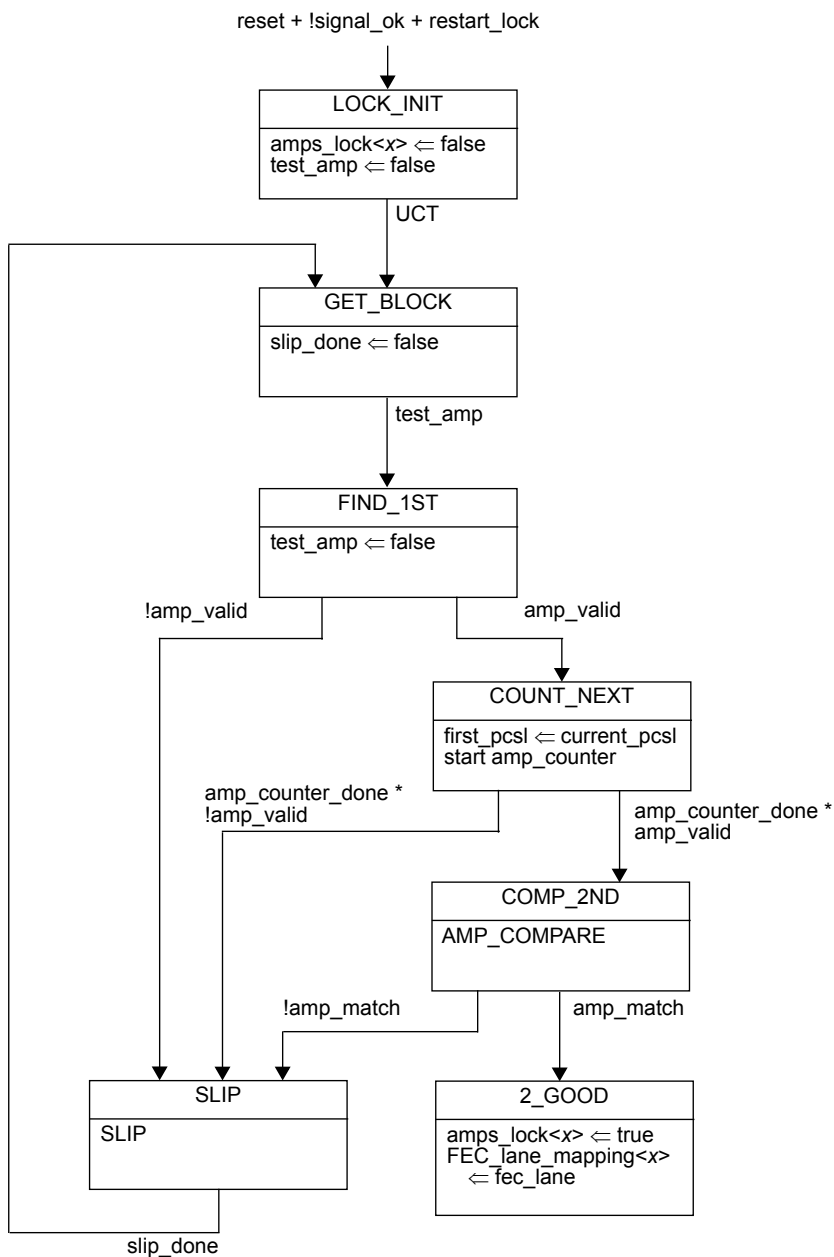 reset + !signal_ok + restart_lock
LOCK_INIT
amps_lock<x> ⇐ false
test_amp ⇐ false
UCT
GET_BLOCK
slip_done ⇐ false
test_amp
FIND_1ST
test_amp ⇐ false
!amp_valid
amp_valid
COUNT_NEXT
first_pcsl ⇐ current_pcsl
start amp_counter
amp_counter_done *
!amp_valid
amp_counter_done *
amp_valid
COMP_2ND
AMP_COMPARE
!amp_match
amp_match
SLIP
SLIP
2_GOOD
amps_lock<x> ⇐ true
FEC_lane_mapping<x>
⇐ fec_lane
slip_done